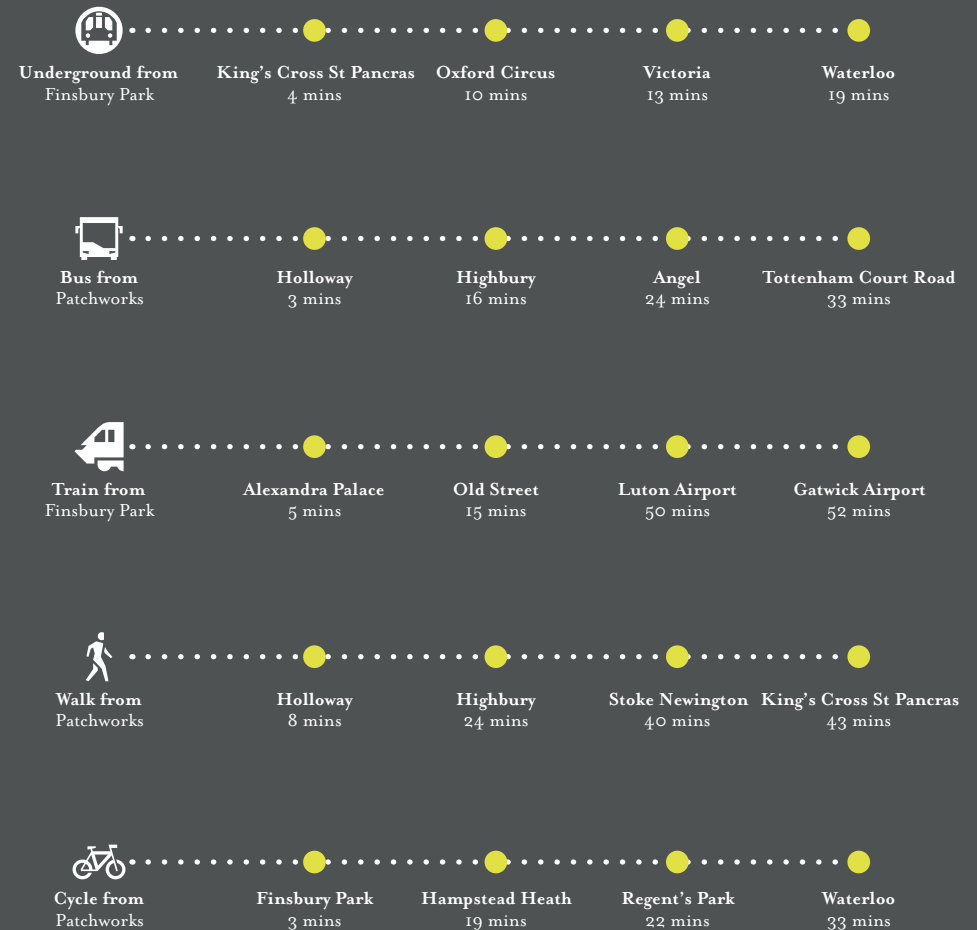 Underground from
Finsbury Park
King's Cross St Pancras
4 mins
Oxford Circus
10 mins
Victoria
13 mins
Waterloo
19 mins
Bus from
Patchworks
Holloway
3 mins
Highbury
16 mins
Angel
24 mins
Tottenham Court Road
33 mins
Train from
Finsbury Park
Alexandra Palace
5 mins
Old Street
15 mins
Luton Airport
50 mins
Gatwick Airport
52 mins
Walk from
Patchworks
Holloway
8 mins
Highbury
24 mins
Stoke Newington
40 mins
King's Cross St Pancras
43 mins
Cycle from
Patchworks
Finsbury Park
3 mins
Hampstead Heath
19 mins
Regent's Park
22 mins
Waterloo
33 mins